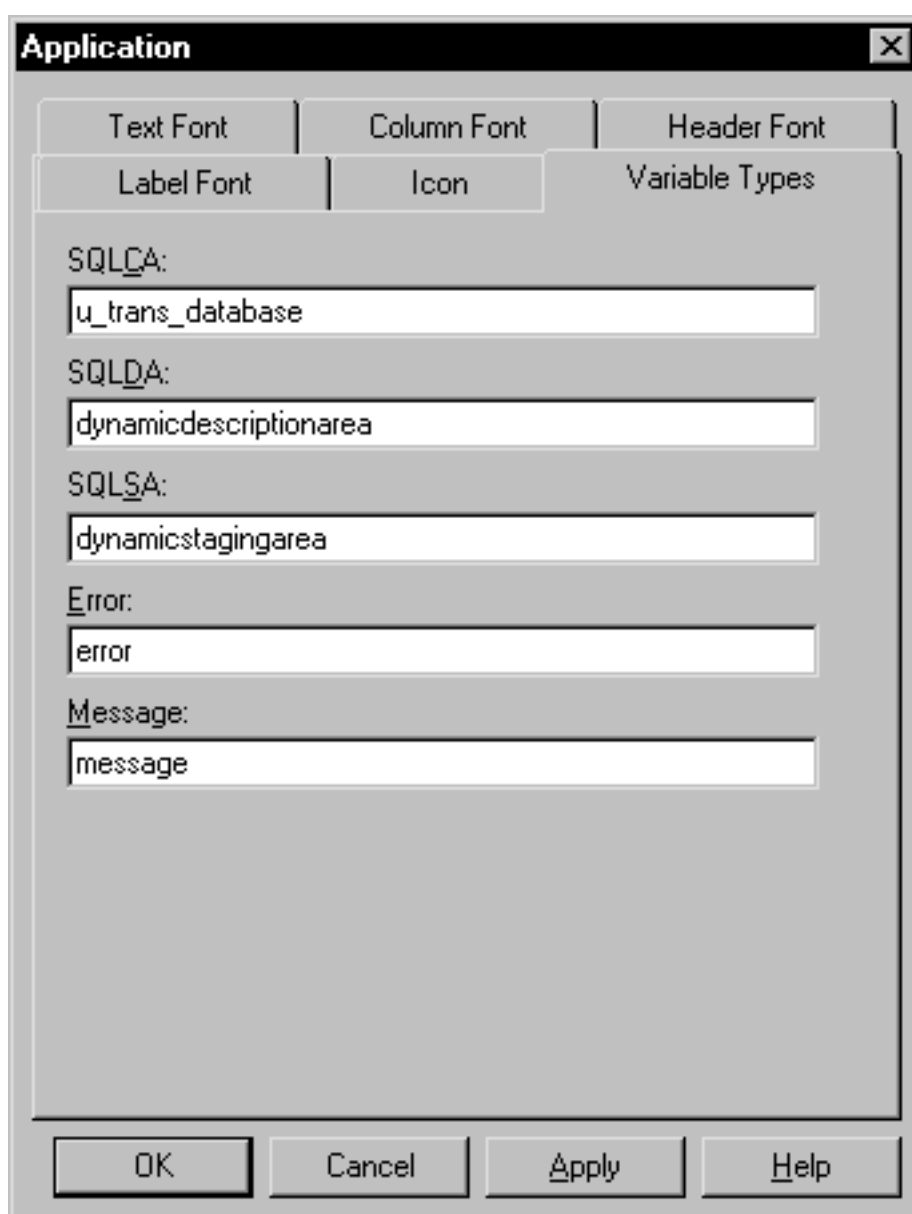 Application
Text Font Column Font Header Font
Label Font Icon Variable Types
SQLCA:
u_trans_database
SQLDA:
dynamicdescriptionarea
SQLSA:
dynamicstagingarea
Error:
error
Message:
message
OK Cancel Apply Help